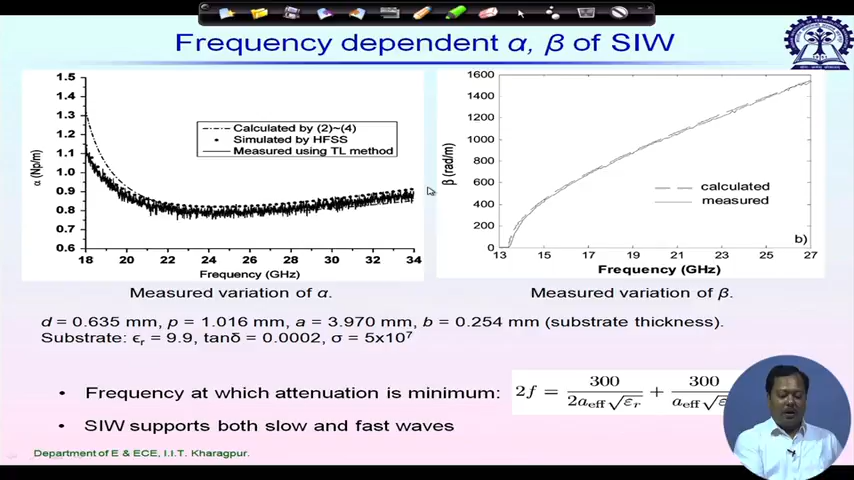 Frequency dependent α, β of SIW
1.5
1.4
1.3
1.2
1.1
1.0
0.9
0.8
0.7
0.6
α (Np/m)
Calculated by (2)~(4)
Simulated by HFSS
Measured using TL method
18 20 22 24 26 28 30 32 34
Frequency (GHz)
1600
1400
1200
1000
800
600
400
200
0
β (rad/m)
calculated
measured
b)
13 15 17 19 21 23 25 27
Frequency (GHz)
Measured variation of α.
Measured variation of β.
d = 0.635 mm, p = 1.016 mm, a = 3.970 mm, b = 0.254 mm (substrate thickness).
Substrate: ϵr = 9.9, tanδ = 0.0002, σ = 5x10⁷
• Frequency at which attenuation is minimum: 2f = 300 / 2a_eff√ε_r + 300 / a_eff√ε
• SIW supports both slow and fast waves
Department of E & ECE, I.I.T. Kharagpur.